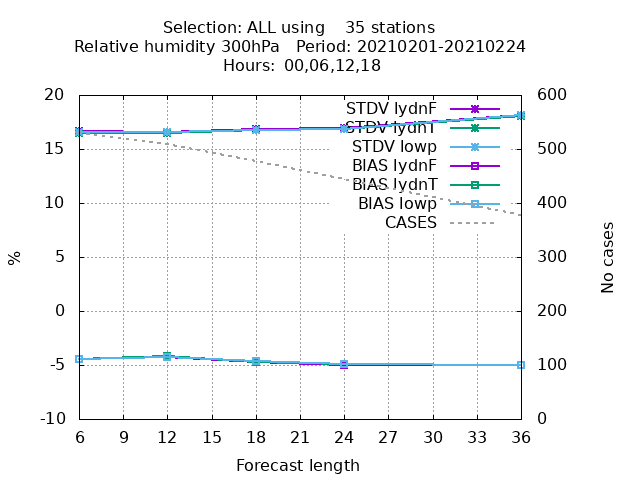 Selection: ALL using    35 stations
Relative humidity 300hPa   Period: 20210201-20210224
Hours:  00,06,12,18
20 600
STDV lydnF
STDV lydnT
15 STDV lowp 500
BIAS lydnF
BIAS lydnT
10 BIAS lowp 400
CASES
5 300
%
No cases
0 200
-5 100
-10 0
6 9 12 15 18 21 24 27 30 33 36
Forecast length